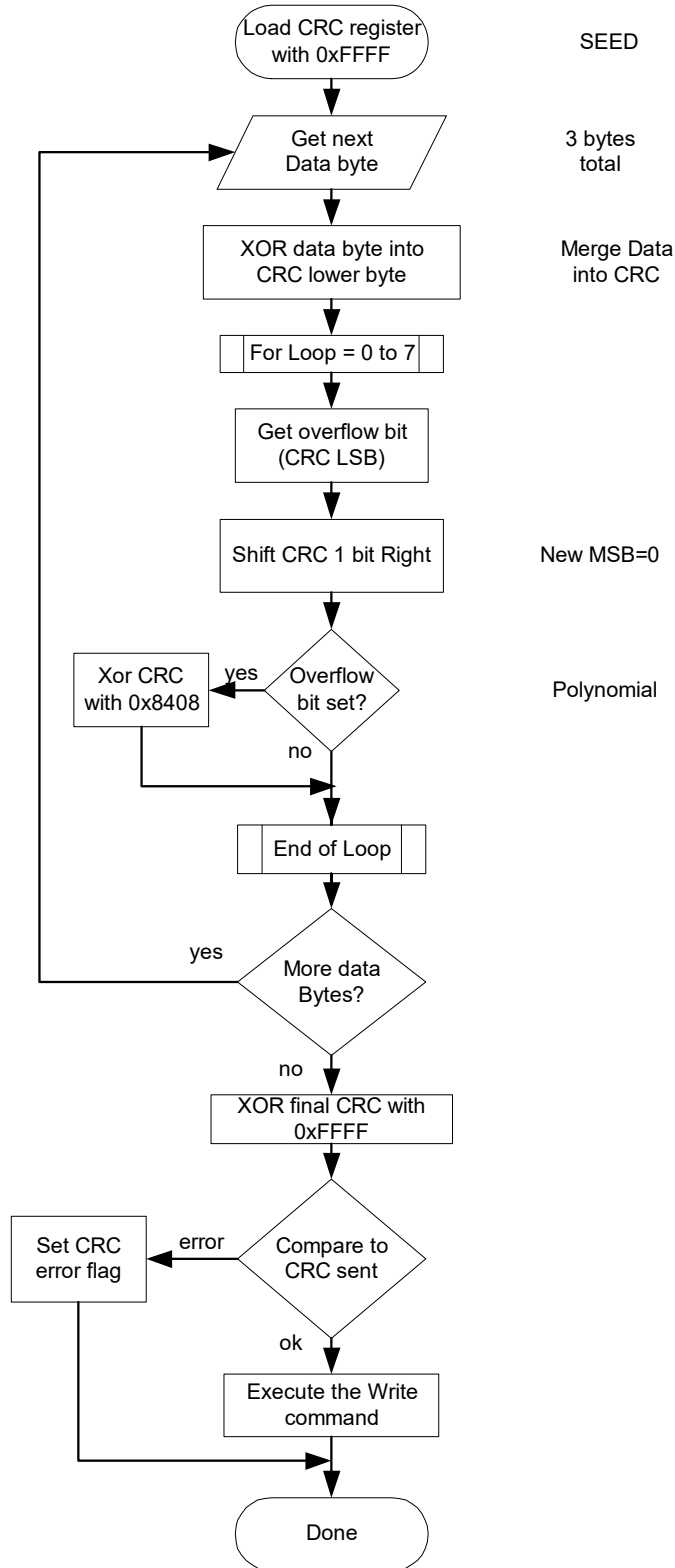 Load CRC register
with 0xFFFF
SEED
Get next
Data byte
3 bytes
total
XOR data byte into
CRC lower byte
Merge Data
into CRC
For Loop = 0 to 7
Get overflow bit
(CRC LSB)
Shift CRC 1 bit Right
New MSB=0
Xor CRC
with 0x8408
yes
Overflow
bit set?
Polynomial
no
End of Loop
yes
More data
Bytes?
no
XOR final CRC with
0xFFFF
Set CRC
error flag
error
Compare to
CRC sent
ok
Execute the Write
command
Done